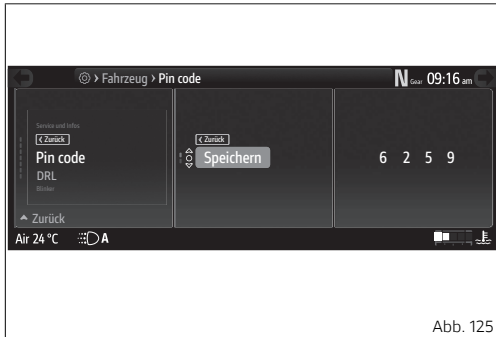 Fahrzeug > Pin code
N Gear 09:16 am
Service und Infos
Zurück
Pin code
DRL
Blinker
Zurück
Zurück
Speichern
6 2 5 9
Air 24 °C A
Abb. 125